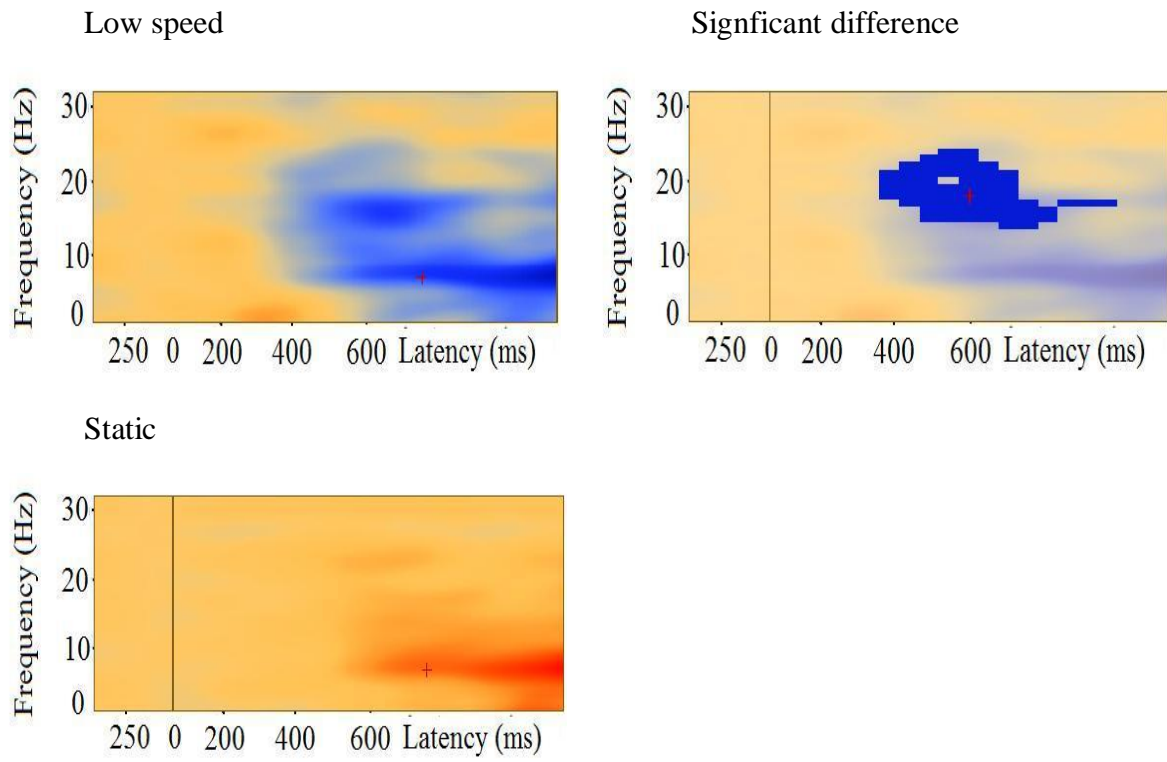 Low speed
Frequency (Hz)
30
20
10
0
250 0 200 400 600 Latency (ms)
Signficant difference
Frequency (Hz)
30
20
10
0
250 0 200 400 600 Latency (ms)
Static
Frequency (Hz)
30
20
10
0
250 0 200 400 600 Latency (ms)